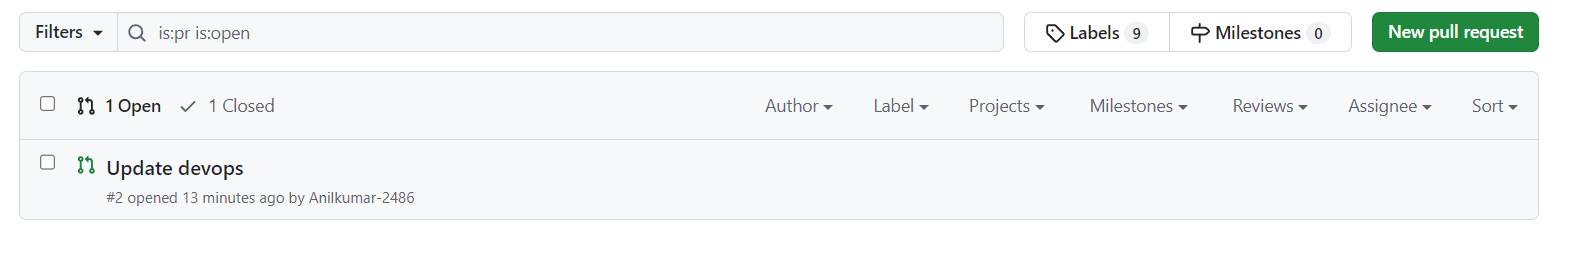 Filters is:pr is:open Labels 9 Milestones 0 New pull request
1 Open 1 Closed Author Label Projects Milestones Reviews Assignee Sort
Update devops
#2 opened 13 minutes ago by Anilkumar-2486